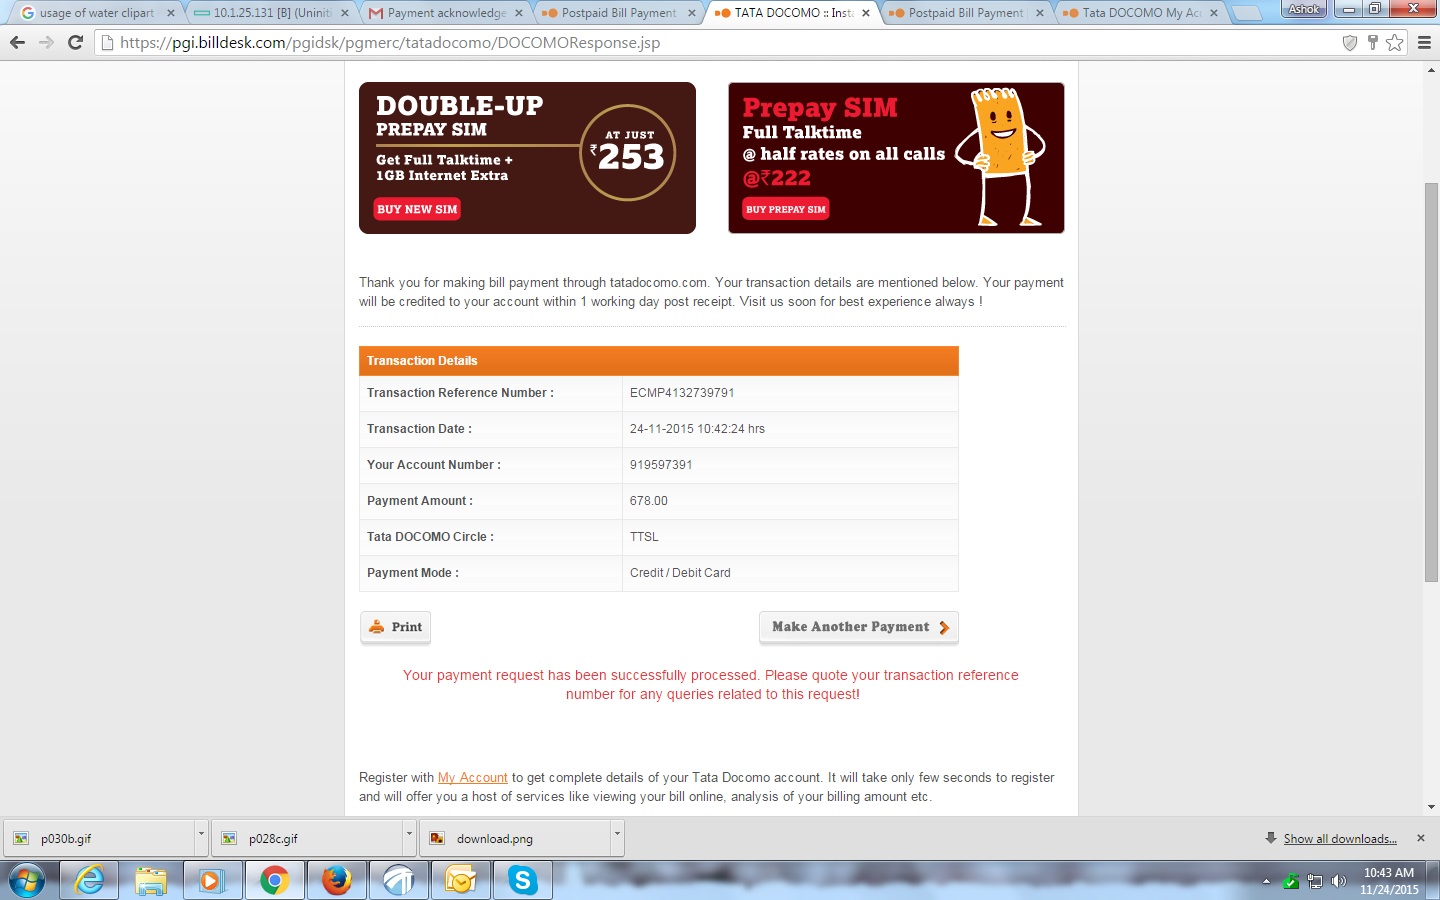 usage of water clipart
10.1.25.131 [B] (Uniniti
Payment acknowledge
Postpaid Bill Payment
TATA DOCOMO :: Inst
Postpaid Bill Payment
Tata DOCOMO My Acc
Ashok
https://pgi.billdesk.com/pgidsk/pgmerc/tatadocomo/DOCOMOResponse.jsp
DOUBLE-UP
PREPAY SIM
Get Full Talktime +
1GB Internet Extra
AT JUST
₹253
BUY NEW SIM
Prepay SIM
Full Talktime
@ half rates on all calls
@₹222
BUY PREPAY SIM
Thank you for making bill payment through tatadocomo.com. Your transaction details are mentioned below. Your payment
will be credited to your account within 1 working day post receipt. Visit us soon for best experience always !
Transaction Details
Transaction Reference Number : ECMP4132739791
Transaction Date : 24-11-2015 10:42:24 hrs
Your Account Number : 919597391
Payment Amount : 678.00
Tata DOCOMO Circle : TTSL
Payment Mode : Credit / Debit Card
Print
Make Another Payment
Your payment request has been successfully processed. Please quote your transaction reference
number for any queries related to this request!
Register with My Account to get complete details of your Tata Docomo account. It will take only few seconds to register
and will offer you a host of services like viewing your bill online, analysis of your billing amount etc.
p030b.gif
p028c.gif
download.png
Show all downloads...
10:43 AM
11/24/2015